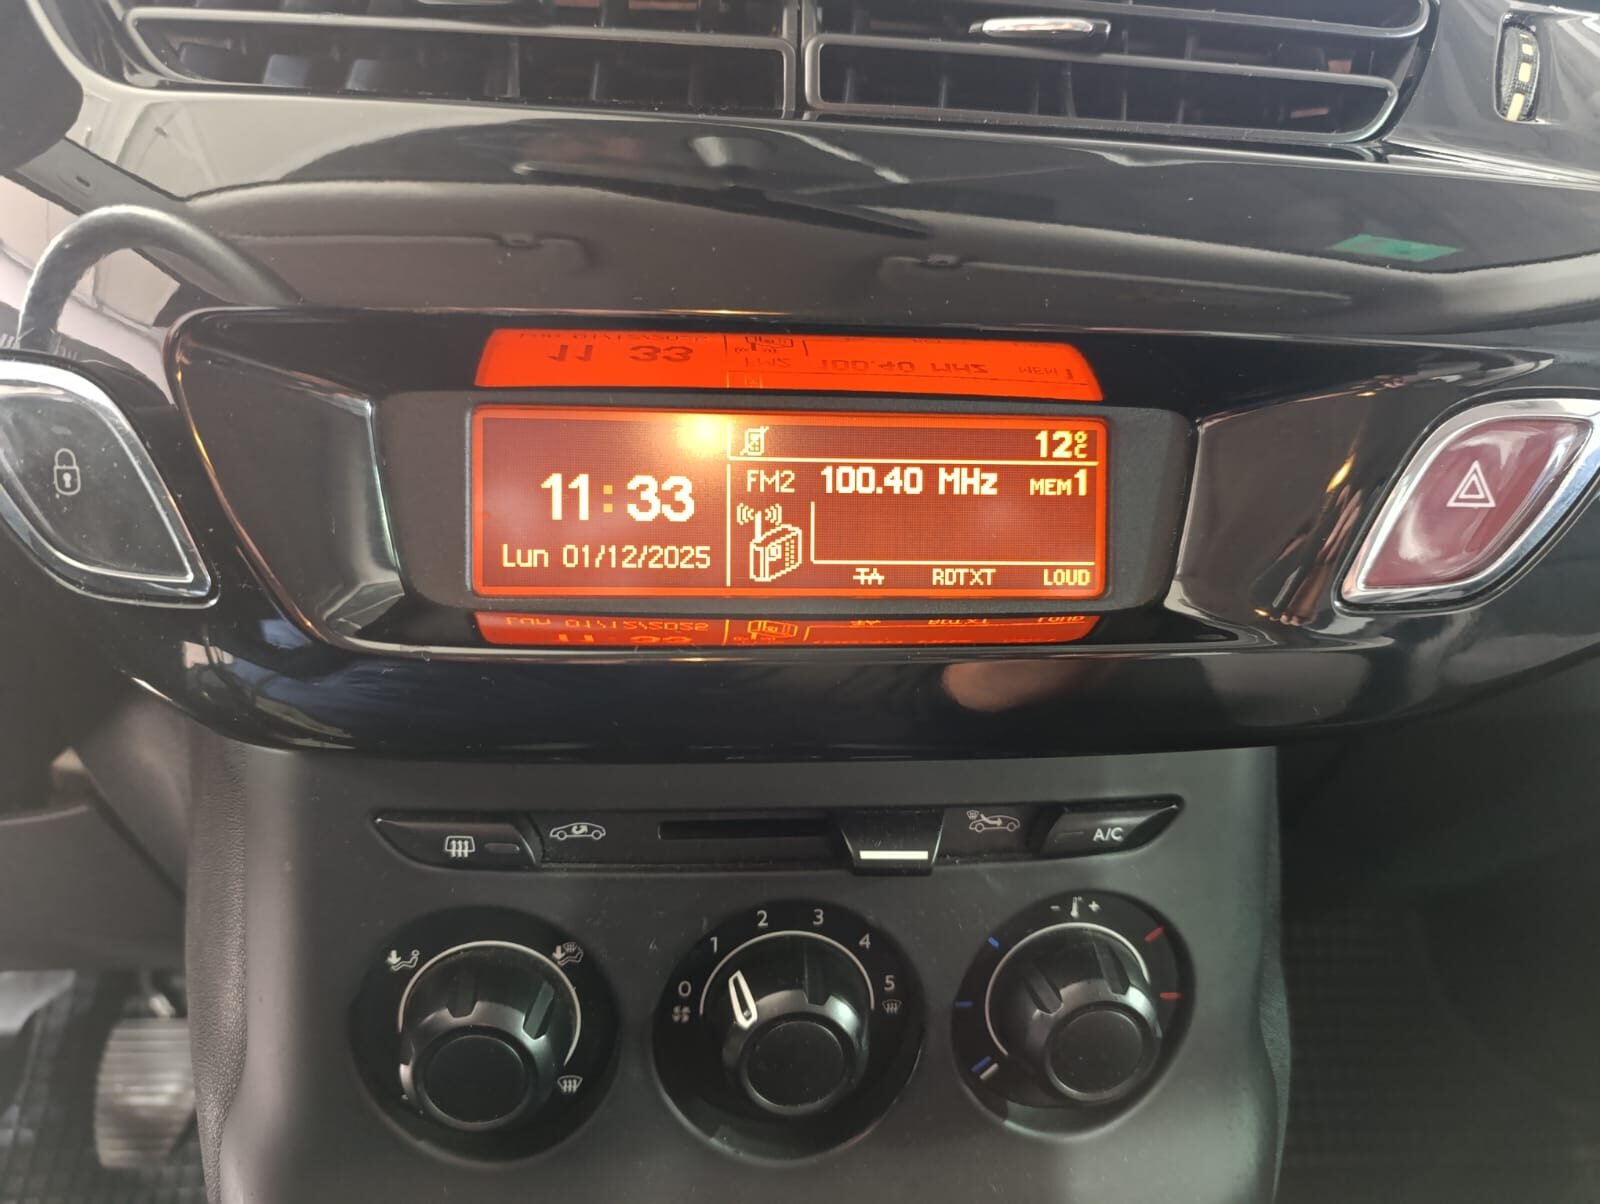 12°C
FM2 100.40 MHz MEM1
11:33
Lun 01/12/2025
TA RDTXT LOUD
A/C
0 1 2 3 4 5
- +